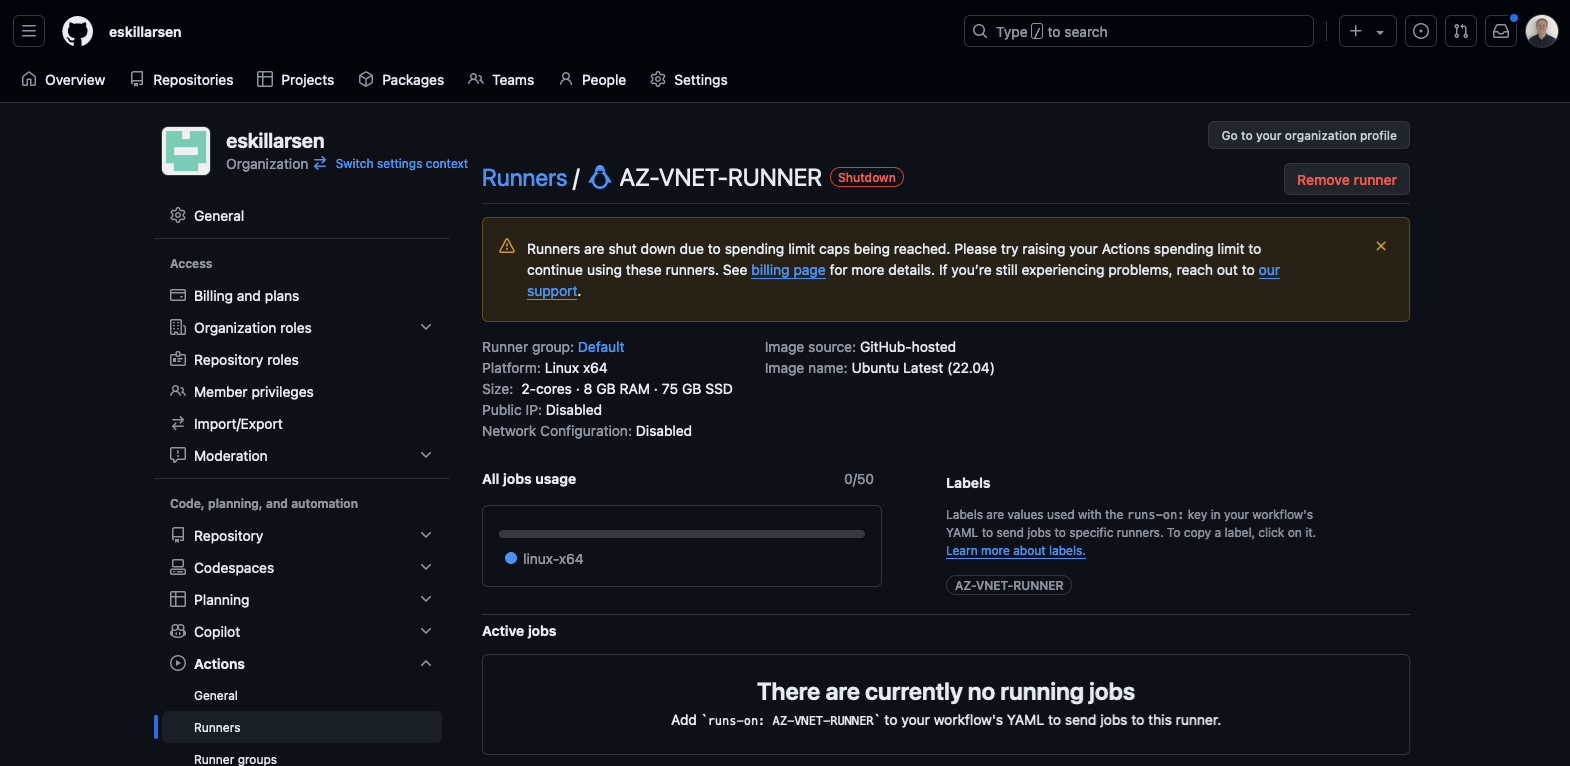 eskillarsen
Type / to search
Overview
Repositories
Projects
Packages
Teams
People
Settings
eskillarsen
Organization
Switch settings context
Go to your organization profile
General
Access
Billing and plans
Organization roles
Repository roles
Member privileges
Import/Export
Moderation
Code, planning, and automation
Repository
Codespaces
Planning
Copilot
Actions
General
Runners
Runner groups
Runners / AZ-VNET-RUNNER Shutdown
Remove runner
Runners are shut down due to spending limit caps being reached. Please try raising your Actions spending limit to
continue using these runners. See billing page for more details. If you’re still experiencing problems, reach out to our
support.
Runner group: Default
Platform: Linux x64
Size: 2-cores · 8 GB RAM · 75 GB SSD
Public IP: Disabled
Network Configuration: Disabled
Image source: GitHub-hosted
Image name: Ubuntu Latest (22.04)
All jobs usage 0/50
linux-x64
Labels
Labels are values used with the runs-on: key in your workflow's
YAML to send jobs to specific runners. To copy a label, click on it.
Learn more about labels.
AZ-VNET-RUNNER
Active jobs
There are currently no running jobs
Add `runs-on: AZ-VNET-RUNNER` to your workflow's YAML to send jobs to this runner.